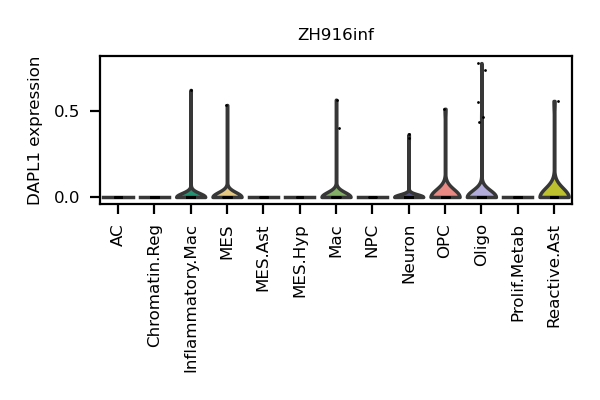 ZH916inf
DAPL1 expression
0.5
0.0
AC
Chromatin.Reg
Inflammatory.Mac
MES
MES.Ast
MES.Hyp
Mac
NPC
Neuron
OPC
Oligo
Prolif.Metab
Reactive.Ast